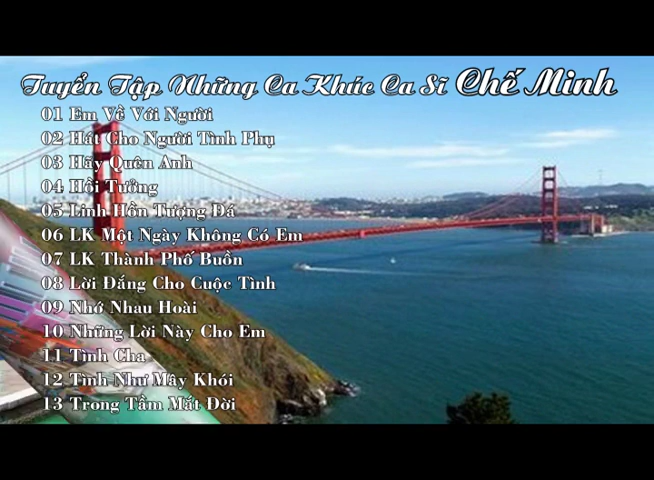 Tuyển Tập Những Ca Khúc Ca Sĩ Chế Minh
01 Em Về Với Người
02 Hát Cho Người Tình Phụ
03 Hãy Quên Anh
04 Hồi Tưởng
05 Linh Hồn Tượng Đá
06 LK Một Ngày Không Có Em
07 LK Thành Phố Buồn
08 Lời Đắng Cho Cuộc Tình
09 Nhớ Nhau Hoài
10 Những Lời Này Cho Em
11 Tình Cha
12 Tình Như Mây Khói
13 Trong Tầm Mắt Đời